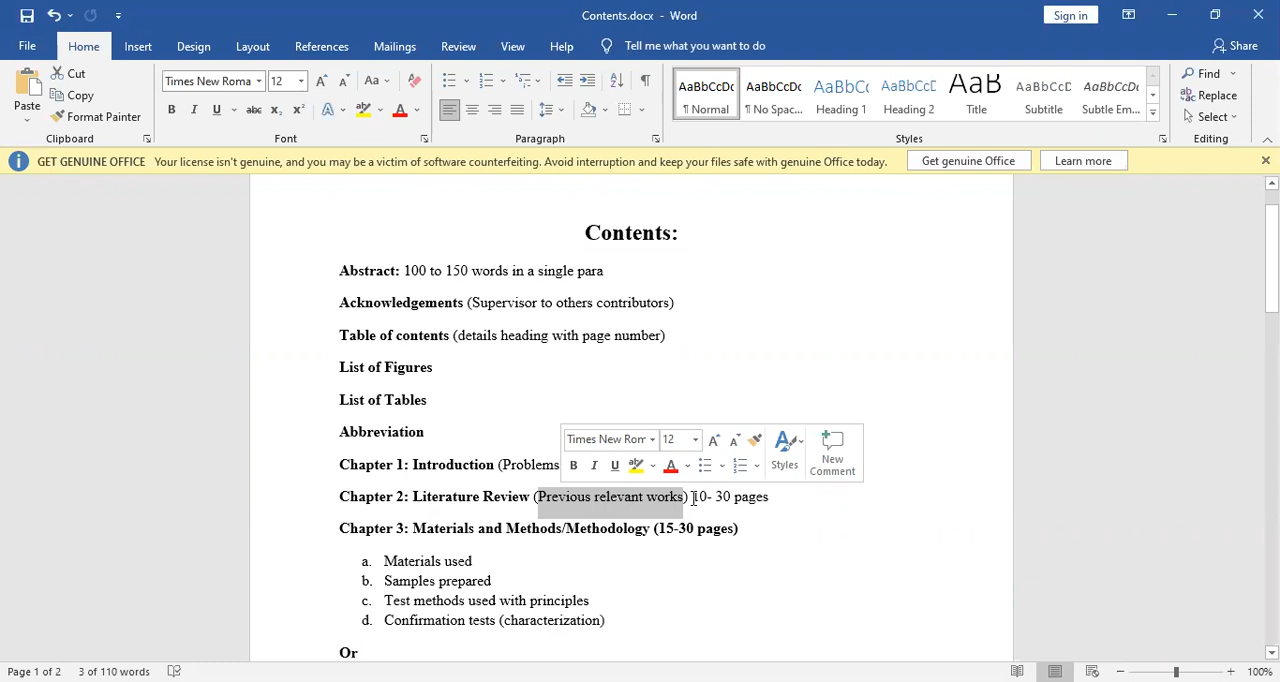 Contents.docx - Word
Sign in
File Home Insert Design Layout References Mailings Review View Help Tell me what you want to do Share
Paste Cut Copy Format Painter
Times New Roma 12 Aa
AaBbCcDc AaBbCcDc AaBbCc AaBbCcD AaB AaBbCcD AaBbCcDc
¶ Normal ¶ No Spac... Heading 1 Heading 2 Title Subtitle Subtle Em...
Find Replace Select
Clipboard Font Paragraph Styles Editing
GET GENUINE OFFICE Your license isn't genuine, and you may be a victim of software counterfeiting. Avoid interruption and keep your files safe with genuine Office today. Get genuine Office Learn more
Contents:
Abstract: 100 to 150 words in a single para
Acknowledgements (Supervisor to others contributors)
Table of contents (details heading with page number)
List of Figures
List of Tables
Abbreviation
Times New Rom 12
Styles New Comment
Chapter 1: Introduction (Problems
Chapter 2: Literature Review (Previous relevant works) 10- 30 pages
Chapter 3: Materials and Methods/Methodology (15-30 pages)
a. Materials used
b. Samples prepared
c. Test methods used with principles
d. Confirmation tests (characterization)
Or
Page 1 of 2 3 of 110 words 100%